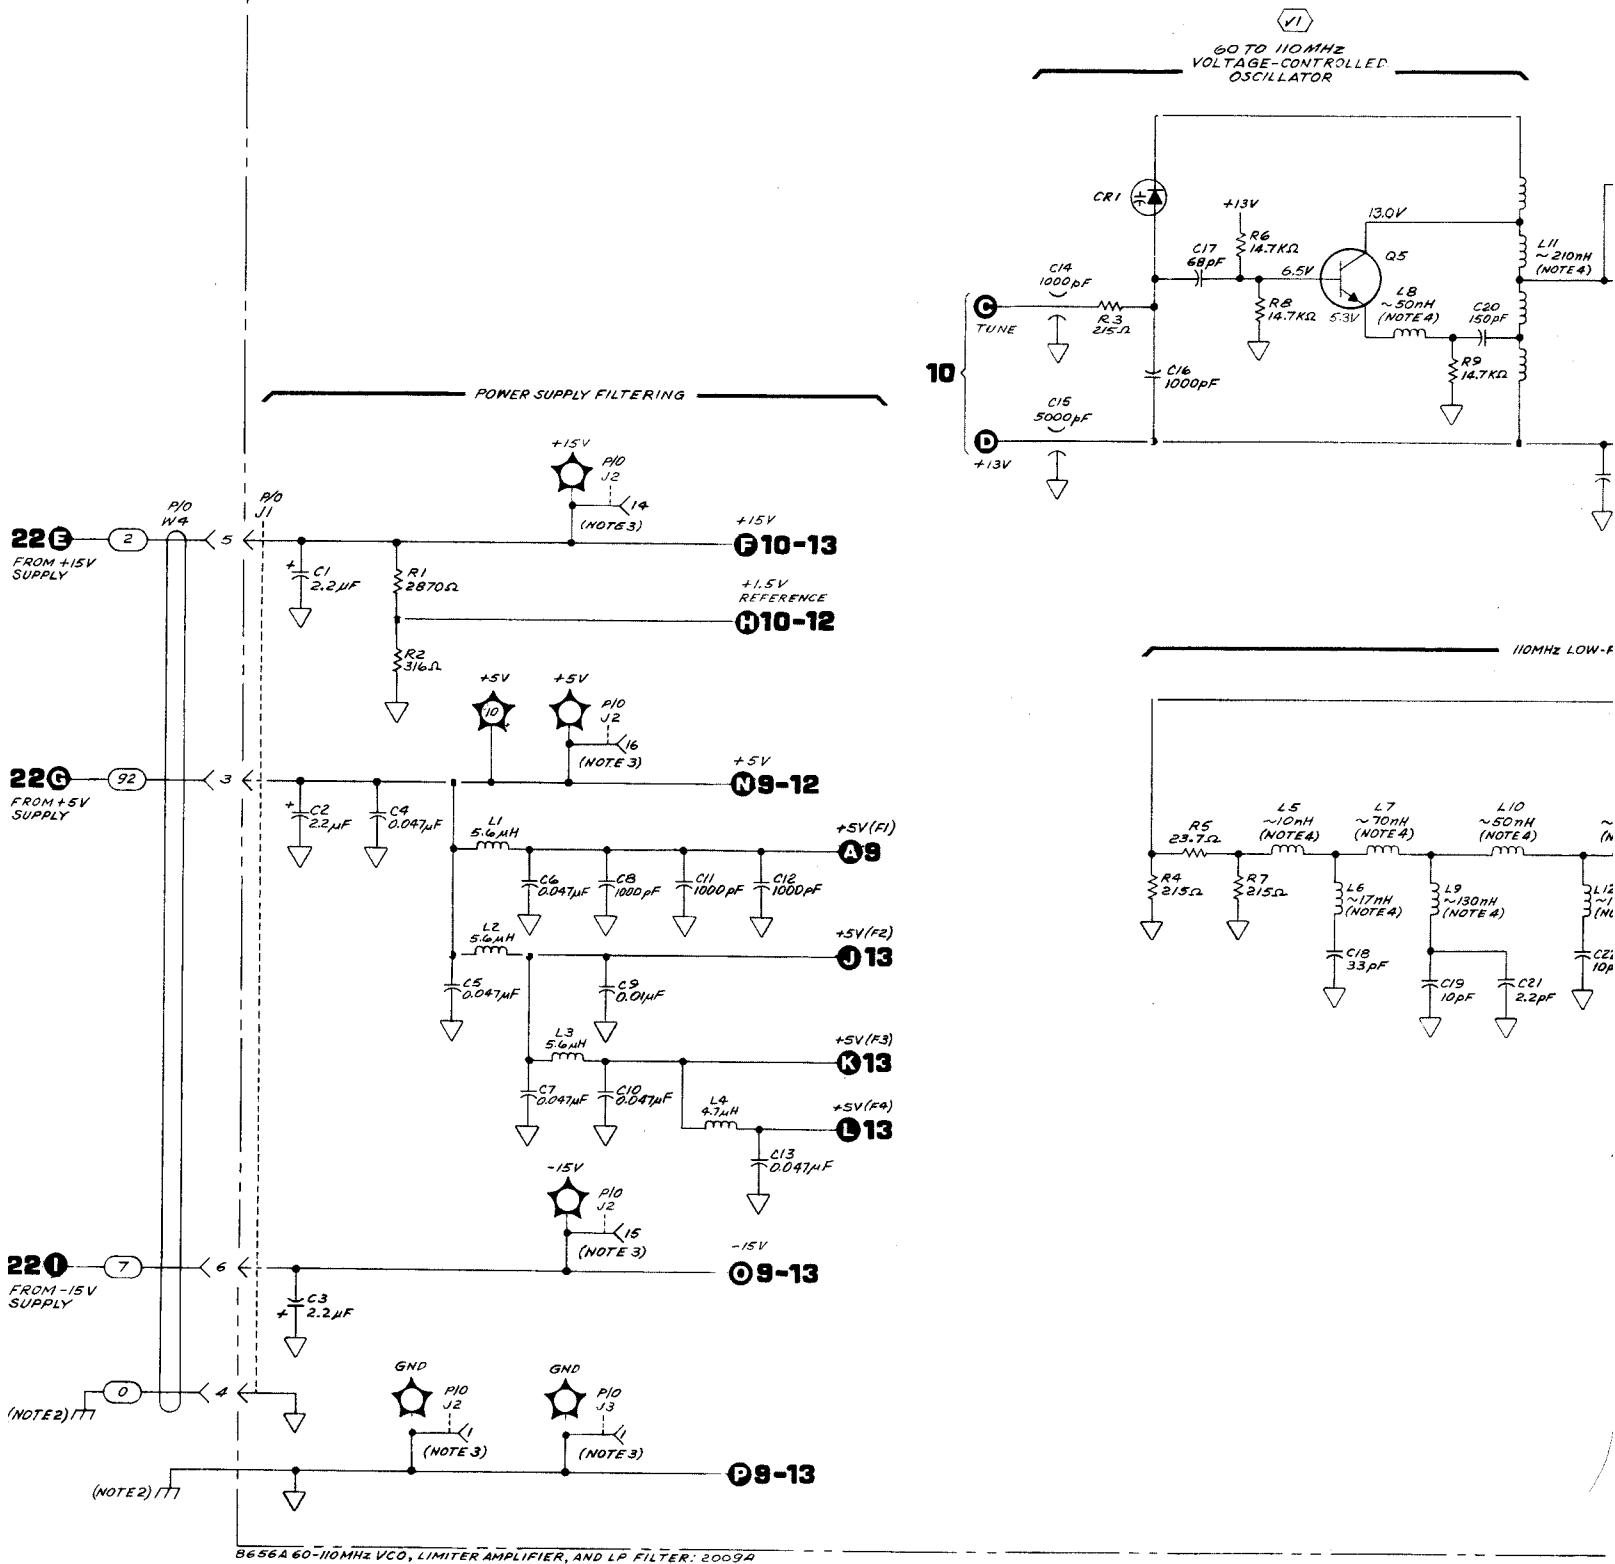 √1
60 TO 110MHz
VOLTAGE-CONTROLLED
OSCILLATOR
CR1
+13V
R6
14.7KΩ
C17
68pF
13.0V
Q5
6.5V
5.3V
L11
~210nH
(NOTE 4)
C14
1000pF
R8
14.7KΩ
L8
~50nH
(NOTE 4)
C20
150pF
C
TUNE
R3
215Ω
10
C16
1000pF
R9
14.7KΩ
C15
5000pF
D
+13V
POWER SUPPLY FILTERING
+15V
P/O
J2
14
(NOTE 3)
P/O
W4
P/O
J1
22E
2
5
FROM +15V
SUPPLY
+
C1
2.2µF
R1
2870Ω
+15V
F10-13
+1.5V
REFERENCE
H10-12
R2
316Ω
+5V
10
+5V
P/O
J2
16
(NOTE 3)
22G
92
3
FROM +5V
SUPPLY
+5V
N9-12
+
C2
2.2µF
C4
0.047µF
L1
5.6µH
+5V(F1)
A9
C6
0.047µF
C8
1000pF
C11
1000pF
C12
1000pF
L2
5.6µH
+5V(F2)
J13
C5
0.047µF
C9
0.01µF
L3
5.6µH
+5V(F3)
K13
C7
0.047µF
C10
0.047µF
L4
4.7µH
+5V(F4)
L13
C13
0.047µF
-15V
P/O
J2
15
(NOTE 3)
22I
7
6
FROM -15V
SUPPLY
-15V
O9-13
+
C3
2.2µF
0
4
(NOTE 2)
GND
P/O
J2
1
(NOTE 3)
GND
P/O
J3
1
(NOTE 3)
(NOTE 2)
P9-13
110MHz LOW-P
R5
23.7Ω
L5
~10nH
(NOTE 4)
L7
~70nH
(NOTE 4)
L10
~50nH
(NOTE 4)
R4
215Ω
R7
215Ω
L6
~17nH
(NOTE 4)
L9
~130nH
(NOTE 4)
L12
C18
33pF
C19
10pF
C21
2.2pF
C22
10p
8656A 60-110MHz VCO, LIMITER AMPLIFIER, AND LP FILTER: 2009A